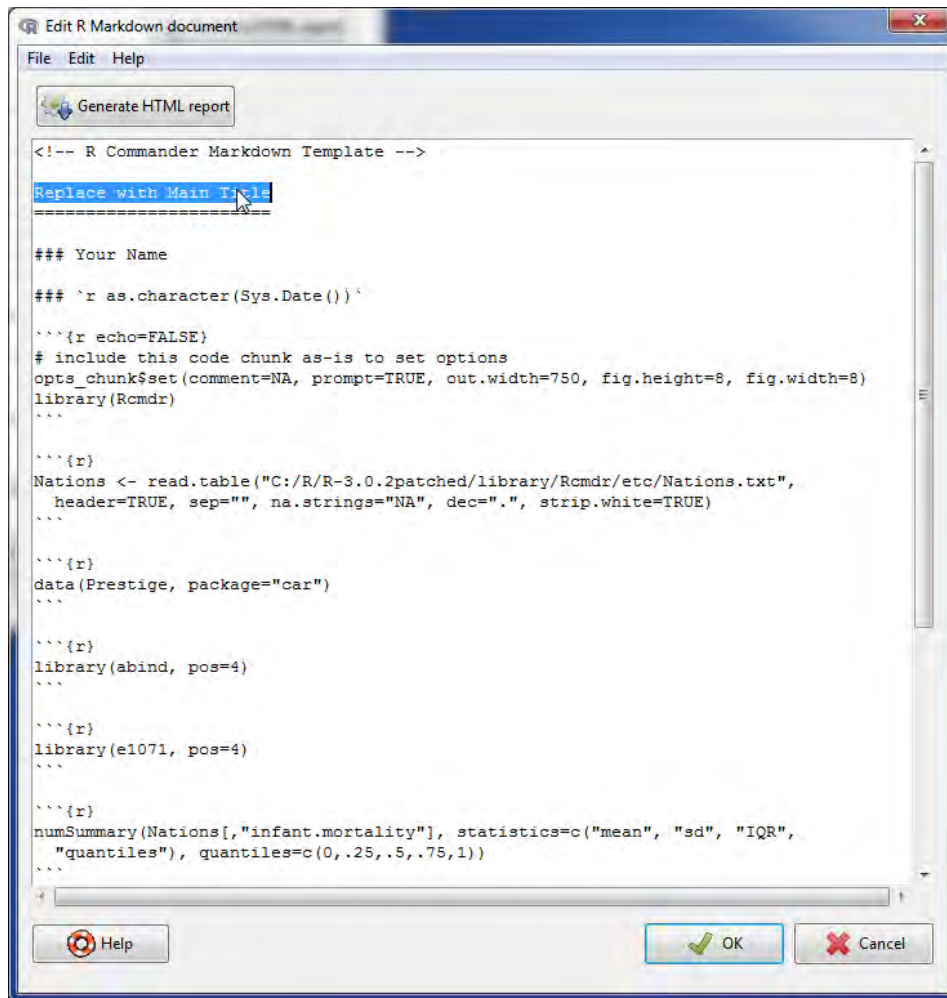 Edit R Markdown document
File Edit Help
Generate HTML report
<!-- R Commander Markdown Template -->
Replace with Main Title
=======================
### Your Name
### `r as.character(Sys.Date())`
```{r echo=FALSE}
# include this code chunk as-is to set options
opts_chunk$set(comment=NA, prompt=TRUE, out.width=750, fig.height=8, fig.width=8)
library(Rcmdr)
```
```{r}
Nations <- read.table("C:/R/R-3.0.2patched/library/Rcmdr/etc/Nations.txt",
  header=TRUE, sep="", na.strings="NA", dec=".", strip.white=TRUE)
```
```{r}
data(Prestige, package="car")
```
```{r}
library(abind, pos=4)
```
```{r}
library(e1071, pos=4)
```
```{r}
numSummary(Nations[,"infant.mortality"], statistics=c("mean", "sd", "IQR",
  "quantiles"), quantiles=c(0,.25,.5,.75,1))
```
Help OK Cancel